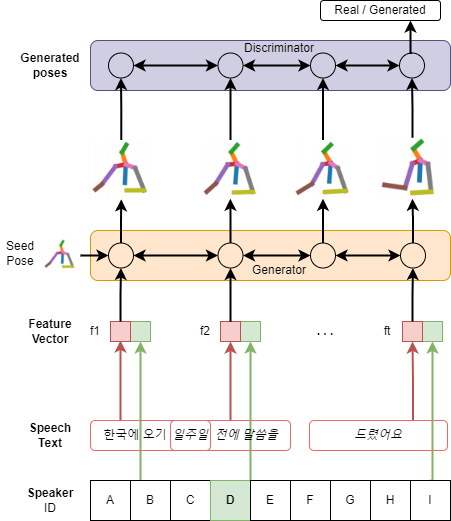 Real / Generated
Generated
poses
Discriminator
Seed
Pose
Generator
Feature
Vector
f1
f2
...
ft
Speech
Text
한국에 오기 일주일 전에 말씀을
드렸어요
Speaker
ID
A B C D E F G H I